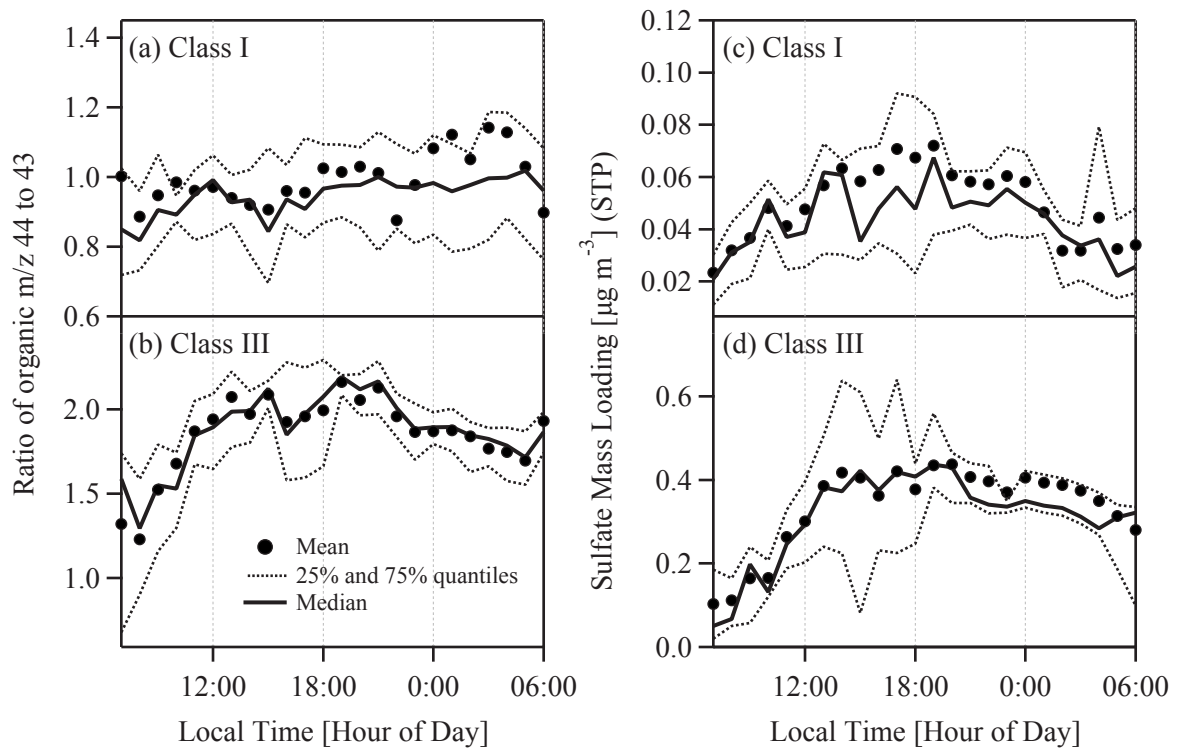 Ratio of organic m/z 44 to 43
1.4
1.2
1.0
0.8
0.6
(a) Class I
2.0
1.5
1.0
(b) Class III
Mean
25% and 75% quantiles
Median
12:00
18:00
0:00
06:00
Local Time [Hour of Day]
Sulfate Mass Loading [μg m-3] (STP)
0.12
0.10
0.08
0.06
0.04
0.02
(c) Class I
0.6
0.4
0.2
0.0
(d) Class III
12:00
18:00
0:00
06:00
Local Time [Hour of Day]